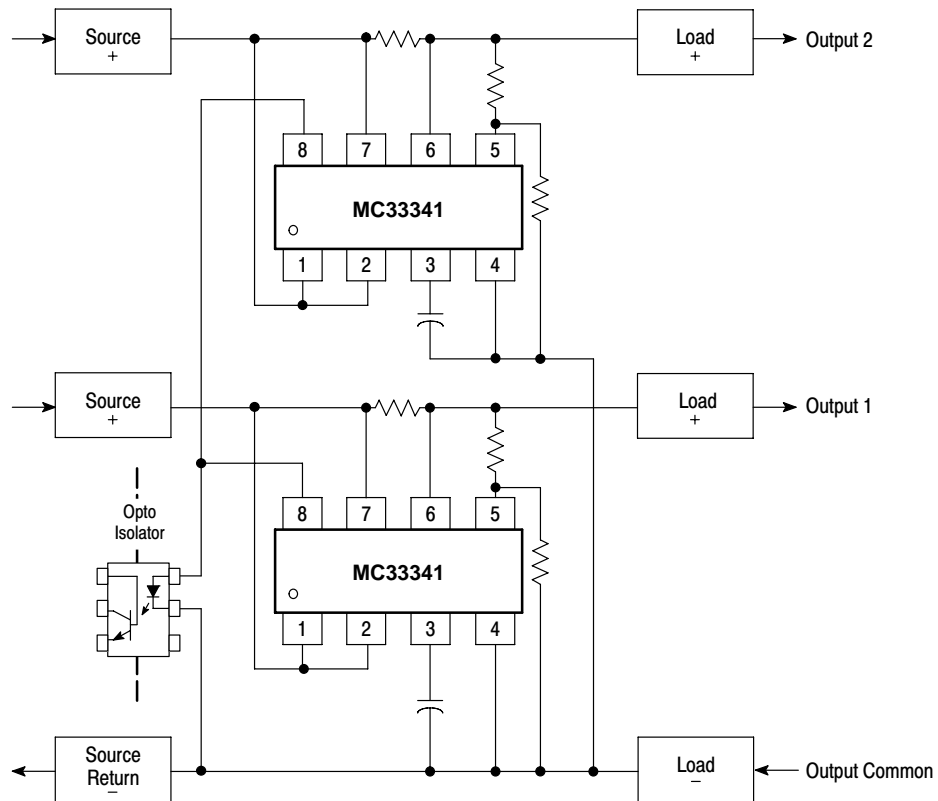 Source
+
Load
+
Output 2
8
7
6
5
MC33341
1
2
3
4
Source
+
Load
+
Output 1
Opto
Isolator
8
7
6
5
MC33341
1
2
3
4
Source
Return
–
Load
–
Output Common